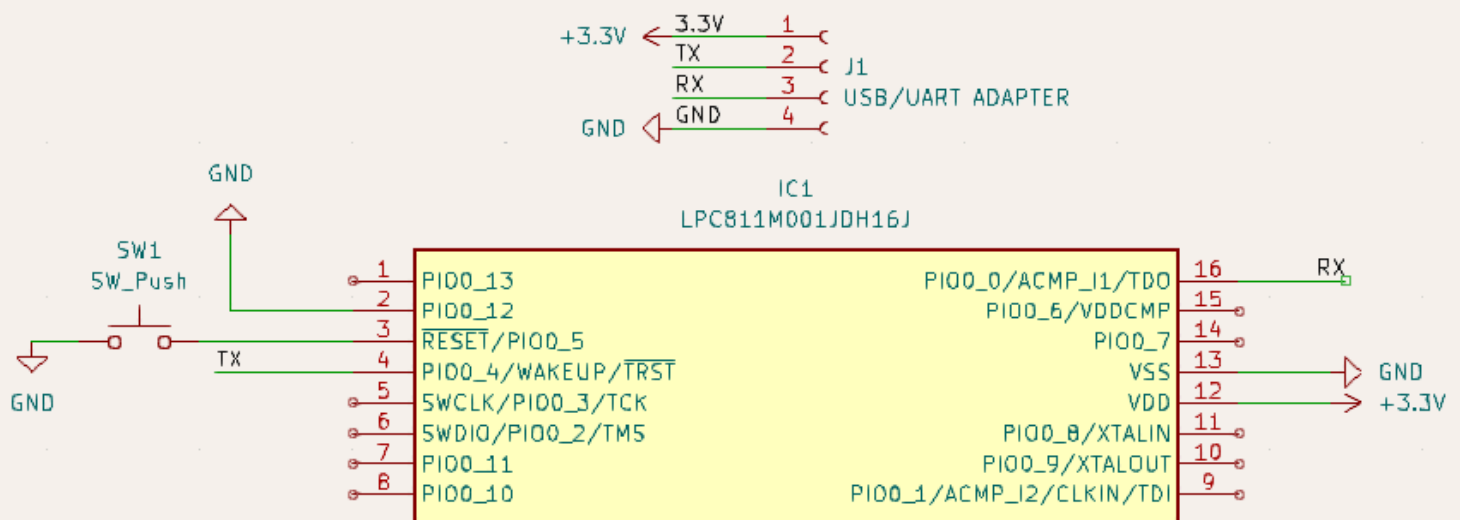 3.3V 1
+3.3V
TX 2
J1
RX 3
USB/UART ADAPTER
GND 4
GND
GND
IC1
LPC811M001JDH16J
SW1
SW_Push
1 PIO0_13
PIO0_0/ACMP_I1/TDO 16 RX
2 PIO0_12
PIO0_6/VDDCMP 15
3 RESET/PIO0_5
PIO0_7 14
TX 4 PIO0_4/WAKEUP/TRST
VSS 13 GND
GND
5 SWCLK/PIO0_3/TCK
VDD 12 +3.3V
6 SWDIO/PIO0_2/TMS
PIO0_8/XTALIN 11
7 PIO0_11
PIO0_9/XTALOUT 10
8 PIO0_10
PIO0_1/ACMP_I2/CLKIN/TDI 9